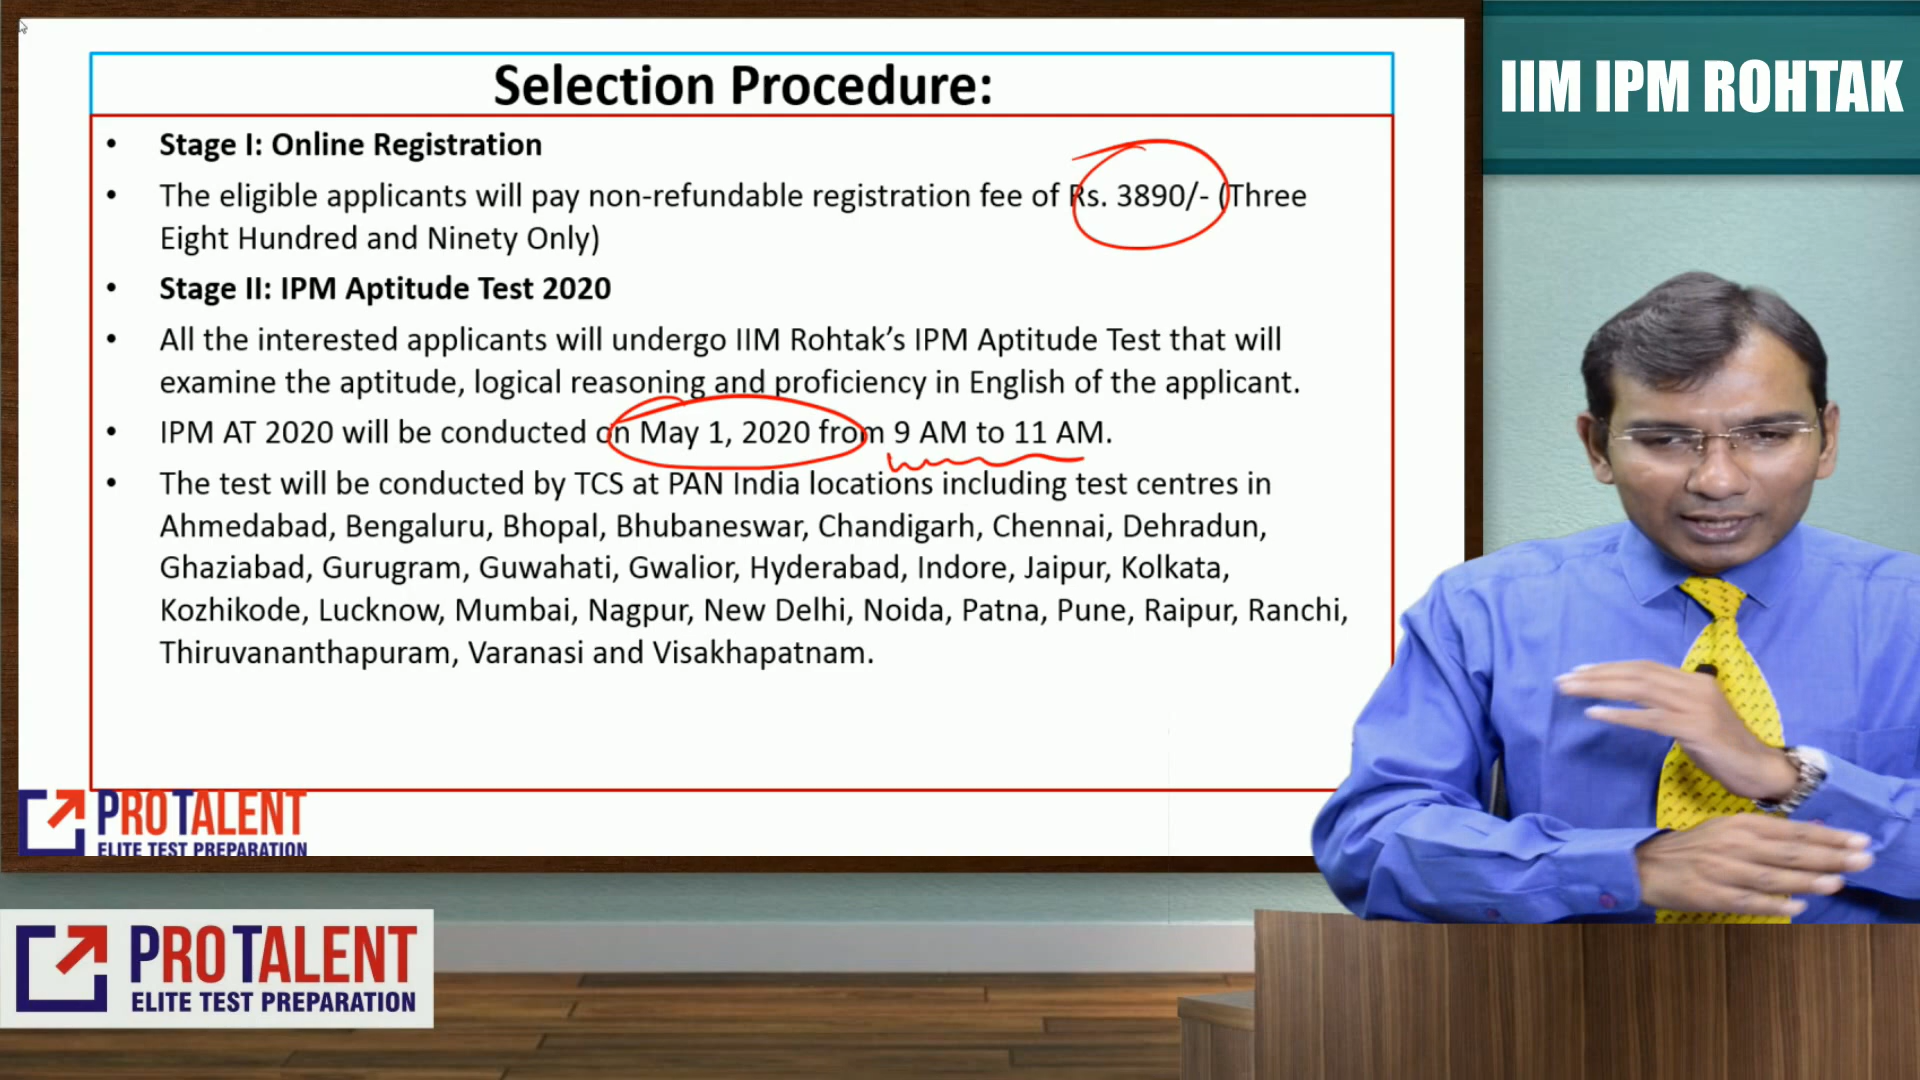 IIM IPM ROHTAK
Selection Procedure:
• Stage I: Online Registration
• The eligible applicants will pay non-refundable registration fee of Rs. 3890/- (Three
Eight Hundred and Ninety Only)
• Stage II: IPM Aptitude Test 2020
• All the interested applicants will undergo IIM Rohtak’s IPM Aptitude Test that will
examine the aptitude, logical reasoning and proficiency in English of the applicant.
• IPM AT 2020 will be conducted on May 1, 2020 from 9 AM to 11 AM.
• The test will be conducted by TCS at PAN India locations including test centres in
Ahmedabad, Bengaluru, Bhopal, Bhubaneswar, Chandigarh, Chennai, Dehradun,
Ghaziabad, Gurugram, Guwahati, Gwalior, Hyderabad, Indore, Jaipur, Kolkata,
Kozhikode, Lucknow, Mumbai, Nagpur, New Delhi, Noida, Patna, Pune, Raipur, Ranchi,
Thiruvananthapuram, Varanasi and Visakhapatnam.
PROTALENT
ELITE TEST PREPARATION
PROTALENT
ELITE TEST PREPARATION